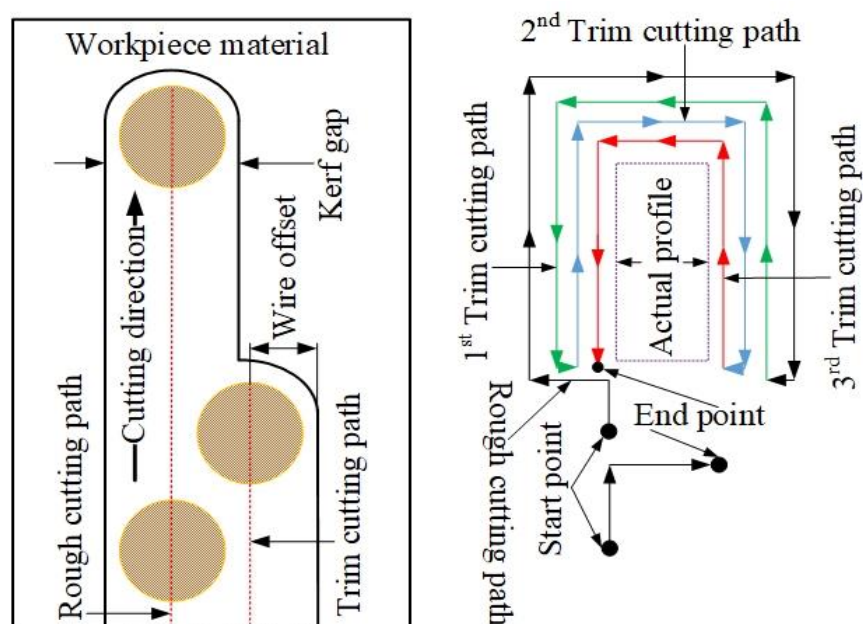 Workpiece material
Kerf gap
Cutting direction
Wire offset
Rough cutting path
Trim cutting path
2nd Trim cutting path
1st Trim cutting path
Actual profile
3rd Trim cutting path
Rough cutting path
End point
Start point